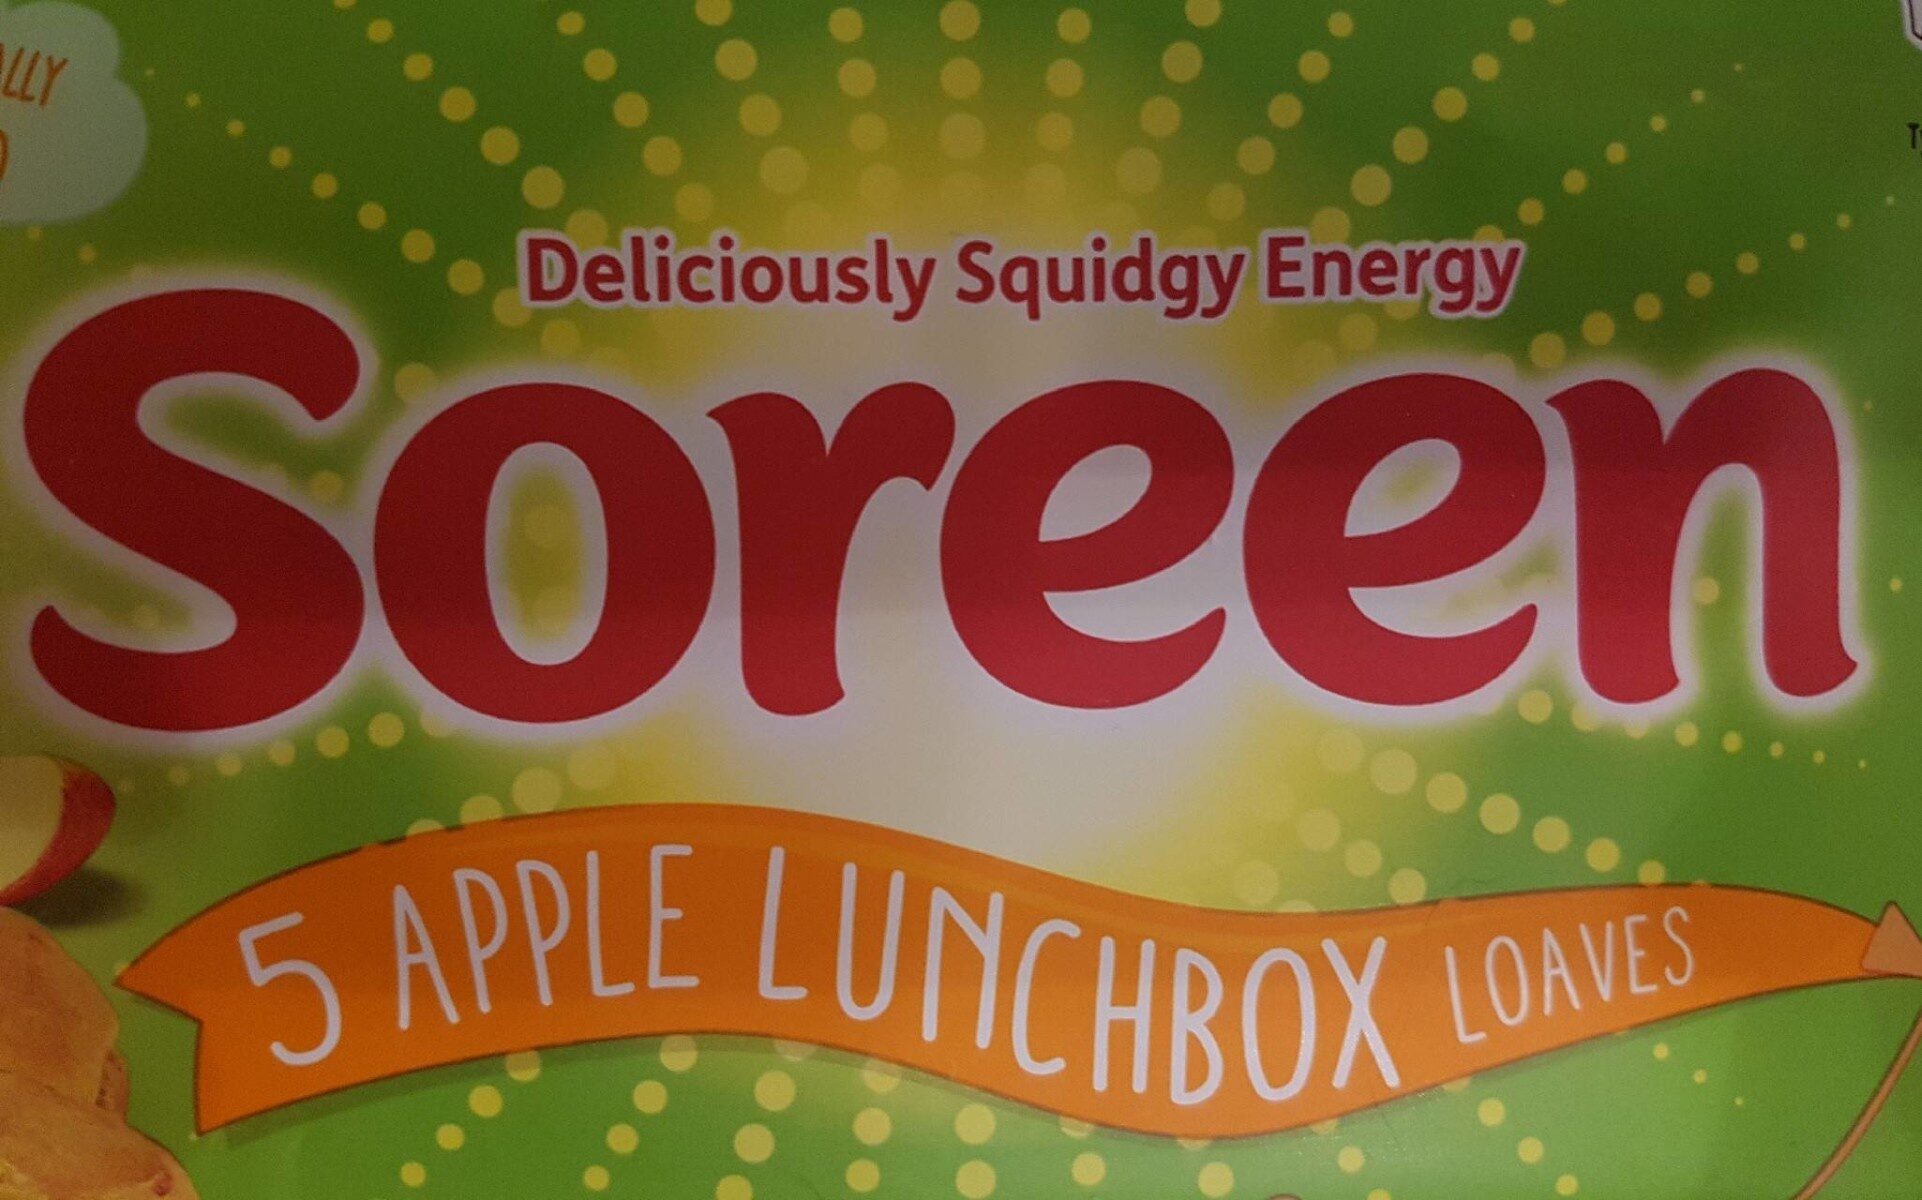 Deliciously Squidgy Energy
Soreen
5 APPLE LUNCHBOX LOAVES